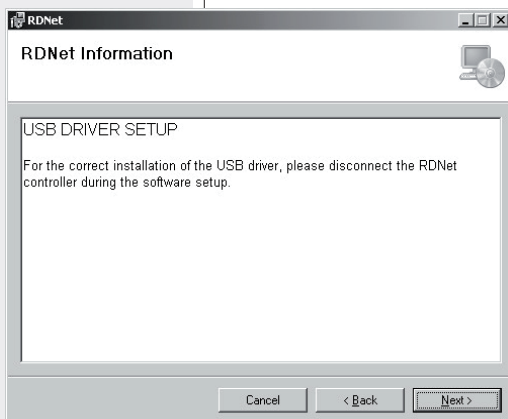 RDNet
RDNet Information
USB DRIVER SETUP
For the correct installation of the USB driver, please disconnect the RDNet
controller during the software setup.
Cancel
< Back
Next >